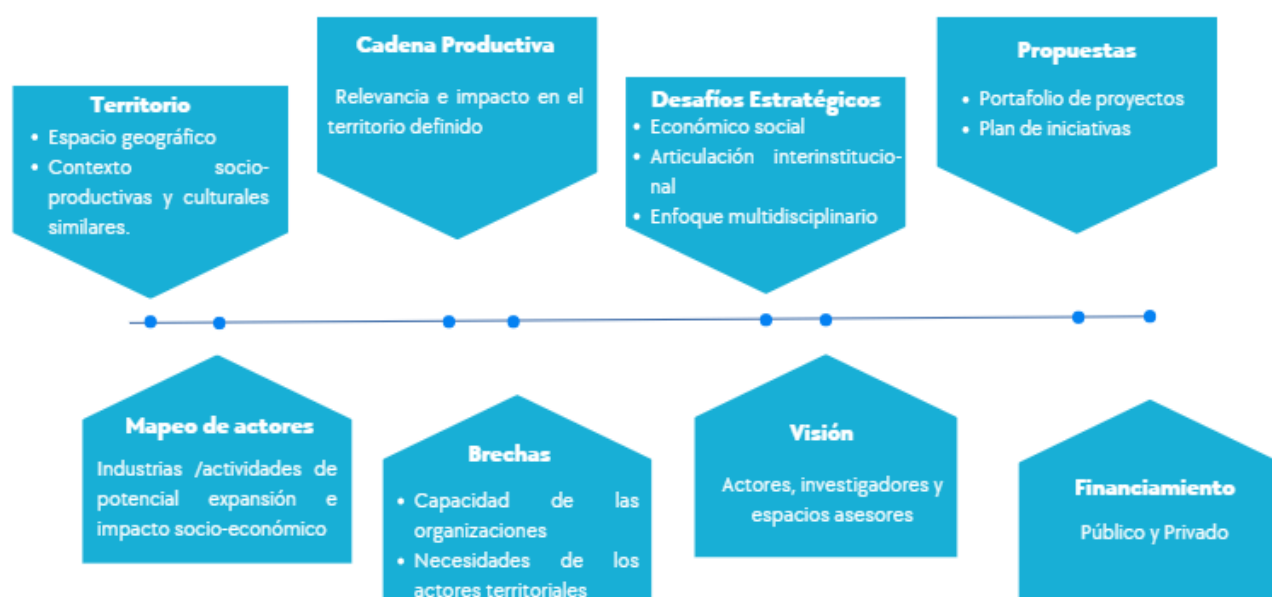 Territorio
• Espacio geográfico
• Contexto socio-
productivas y culturales
similares.
Cadena Productiva
Relevancia e impacto en el
territorio definido
Desafíos Estratégicos
• Económico social
• Articulación interinstitucio-
nal
• Enfoque multidisciplinario
Propuestas
• Portafolio de proyectos
• Plan de iniciativas
Mapeo de actores
Industrias /actividades de
potencial expansión e
impacto socio-económico
Brechas
• Capacidad de las
organizaciones
• Necesidades de los
actores territoriales
Visión
Actores, investigadores y
espacios asesores
Financiamiento
Público y Privado